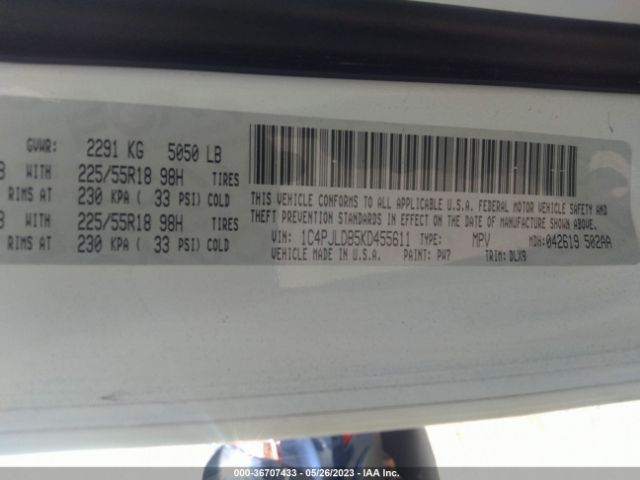 GVWR: 2291 KG 5050 LB
B WITH 225/55R18 98H TIRES
RIMS AT 230 KPA ( 33 PSI) COLD
B WITH 225/55R18 98H TIRES
RIMS AT 230 KPA ( 33 PSI) COLD
THIS VEHICLE CONFORMS TO ALL APPLICABLE U.S.A. FEDERAL MOTOR VEHICLE SAFETY AND
THEFT PREVENTION STANDARDS IN EFFECT ON THE DATE OF MANUFACTURE SHOWN ABOVE.
VIN: 1C4PJLDB5KD455611 TYPE: MPV MDH: 042619 502AA
VEHICLE MADE IN U.S.A. PAINT: PW7 TRIM: DLX9
© 36707433 — 05/26/2023 — IAA Inc.